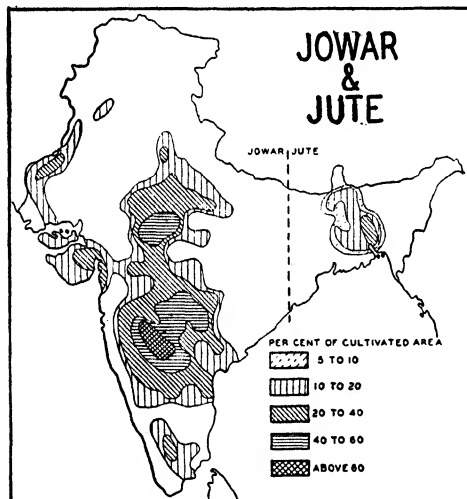 JOWAR
&
JUTE
JOWAR JUTE
PER CENT OF CULTIVATED AREA
5 TO 10
10 TO 20
20 TO 40
40 TO 60
ABOVE 60